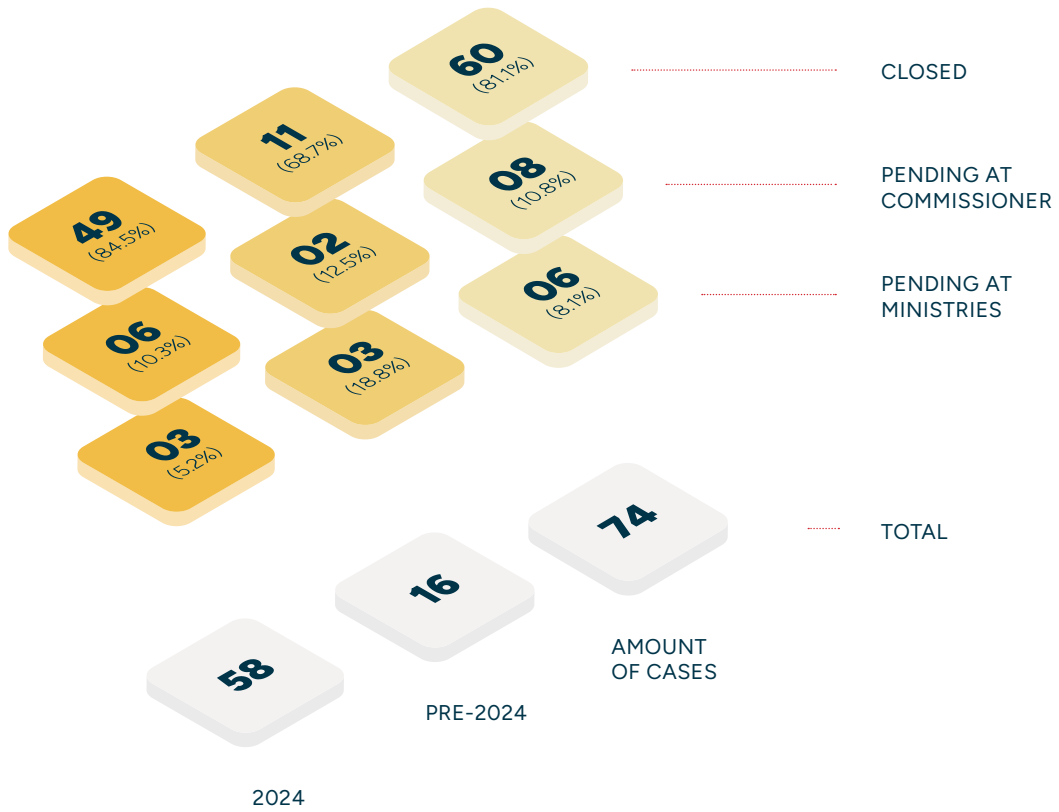 60
(81.1%)
CLOSED
11
(68.7%)
08
(10.8%)
PENDING AT
COMMISSIONER
49
(84.5%)
02
(12.5%)
06
(8.1%)
PENDING AT
MINISTRIES
06
(10.3%)
03
(18.8%)
03
(5.2%)
74
TOTAL
16
58
AMOUNT
OF CASES
PRE-2024
2024